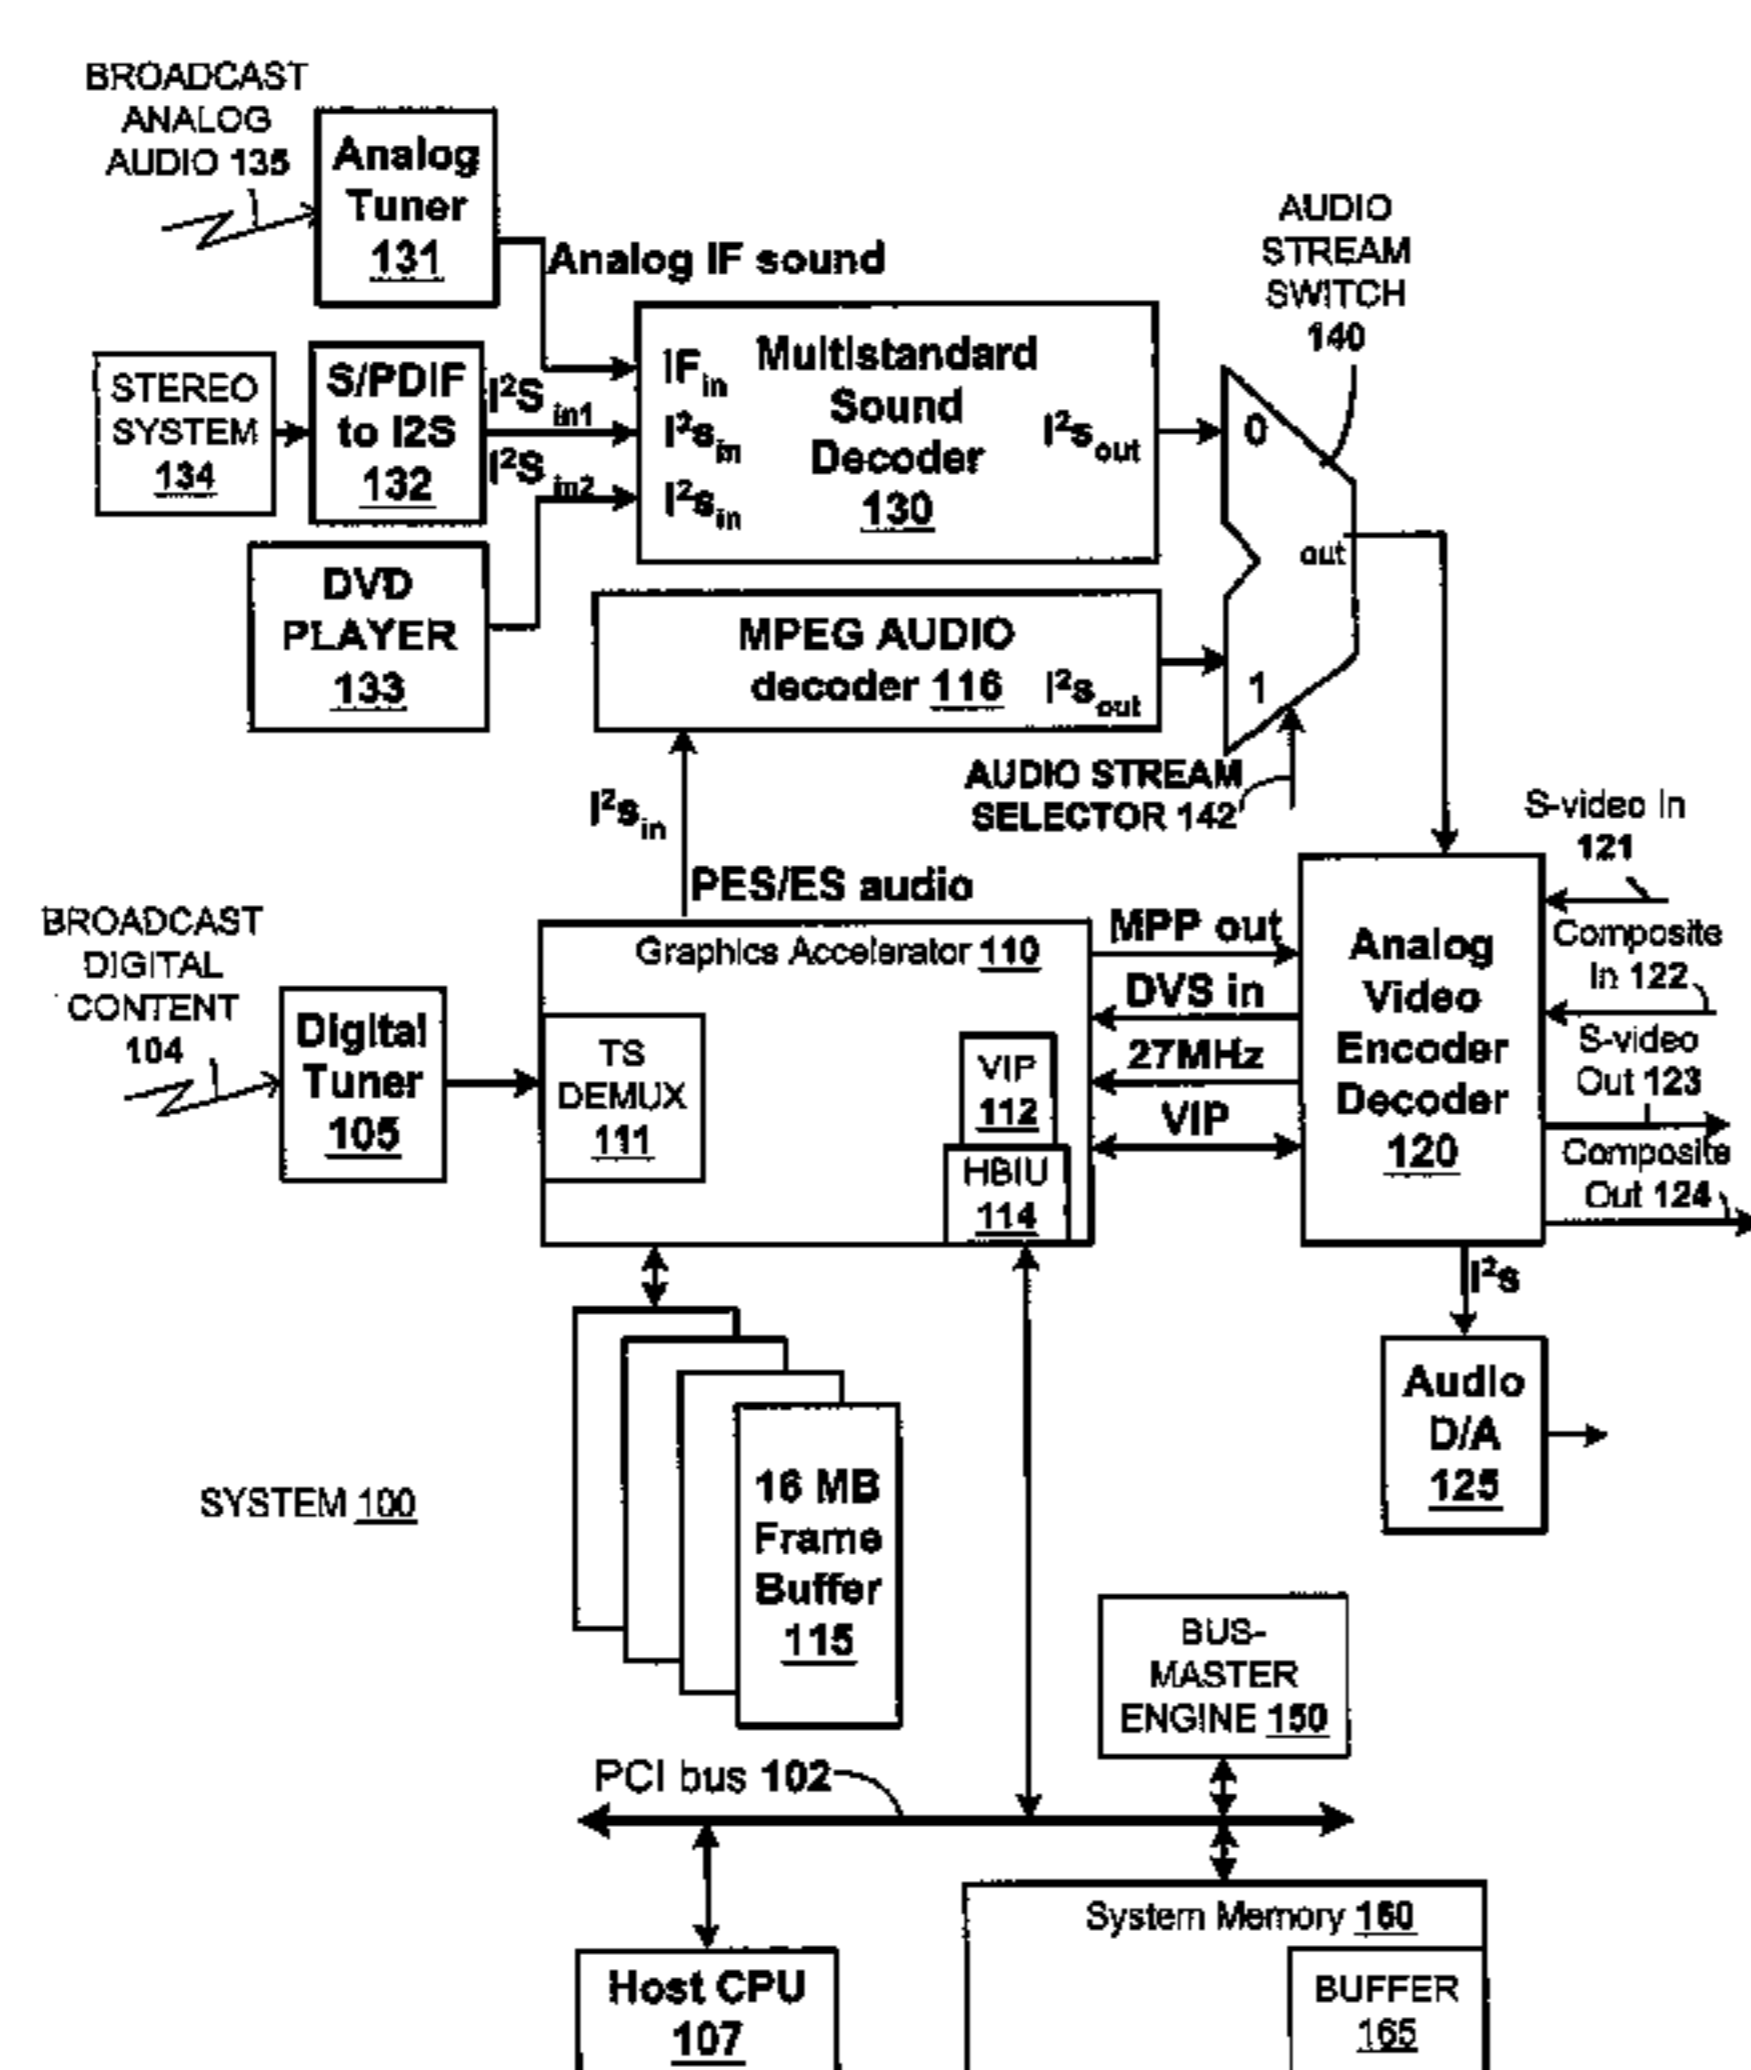 BROADCAST
ANALOG
AUDIO 135
Analog
Tuner
131
Analog IF sound
AUDIO
STREAM
SWITCH
140
STEREO
SYSTEM
134
S/PDIF
to I2S
132
I²S in1
I²S in2
IFin
I²sin
I²sin
Multistandard
Sound
Decoder
130
I²sout
0
out
1
DVD
PLAYER
133
MPEG AUDIO
decoder 116
I²sout
AUDIO STREAM
SELECTOR 142
I²sin
PES/ES audio
S-video In
121
Composite
In 122
S-video
Out 123
Composite
Out 124
BROADCAST
DIGITAL
CONTENT
104
Digital
Tuner
105
Graphics Accelerator 110
TS
DEMUX
111
VIP
112
HBIU
114
MPP out
DVS in
27MHz
VIP
Analog
Video
Encoder
Decoder
120
I²s
Audio
D/A
125
16 MB
Frame
Buffer
115
SYSTEM 100
BUS-
MASTER
ENGINE 150
PCI bus 102
System Memory 160
BUFFER
165
Host CPU
107